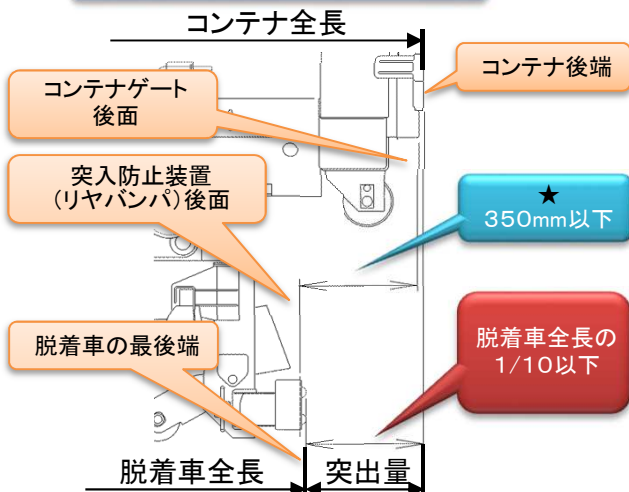 コンテナ全長
コンテナ後端
コンテナゲート
後面
突入防止装置
(リヤバンパ)後面
★
350mm以下
脱着車の最後端
脱着車全長の
1/10以下
脱着車全長
突出量